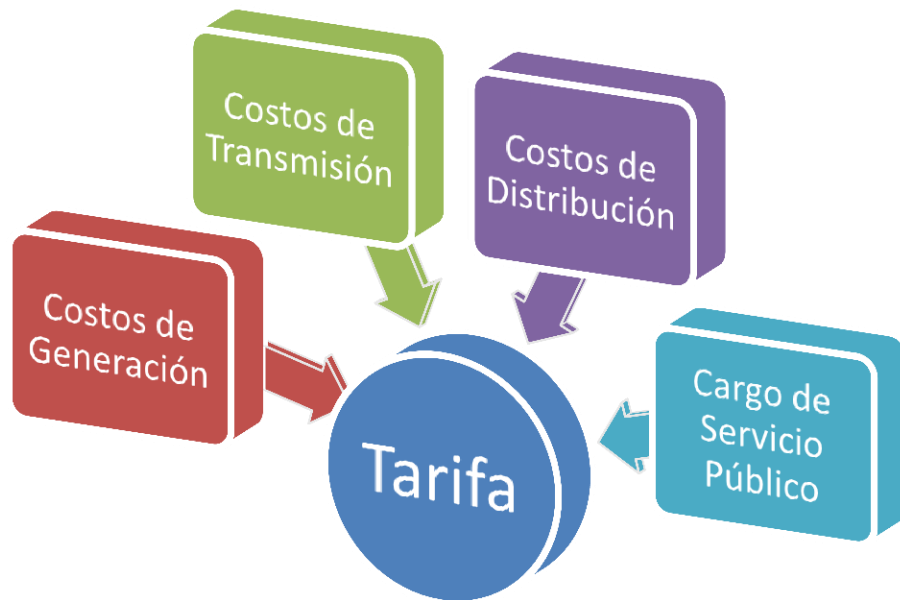 Costos de
Transmisión
Costos de
Distribución
Costos de
Generación
Cargo de
Servicio
Público
Tarifa